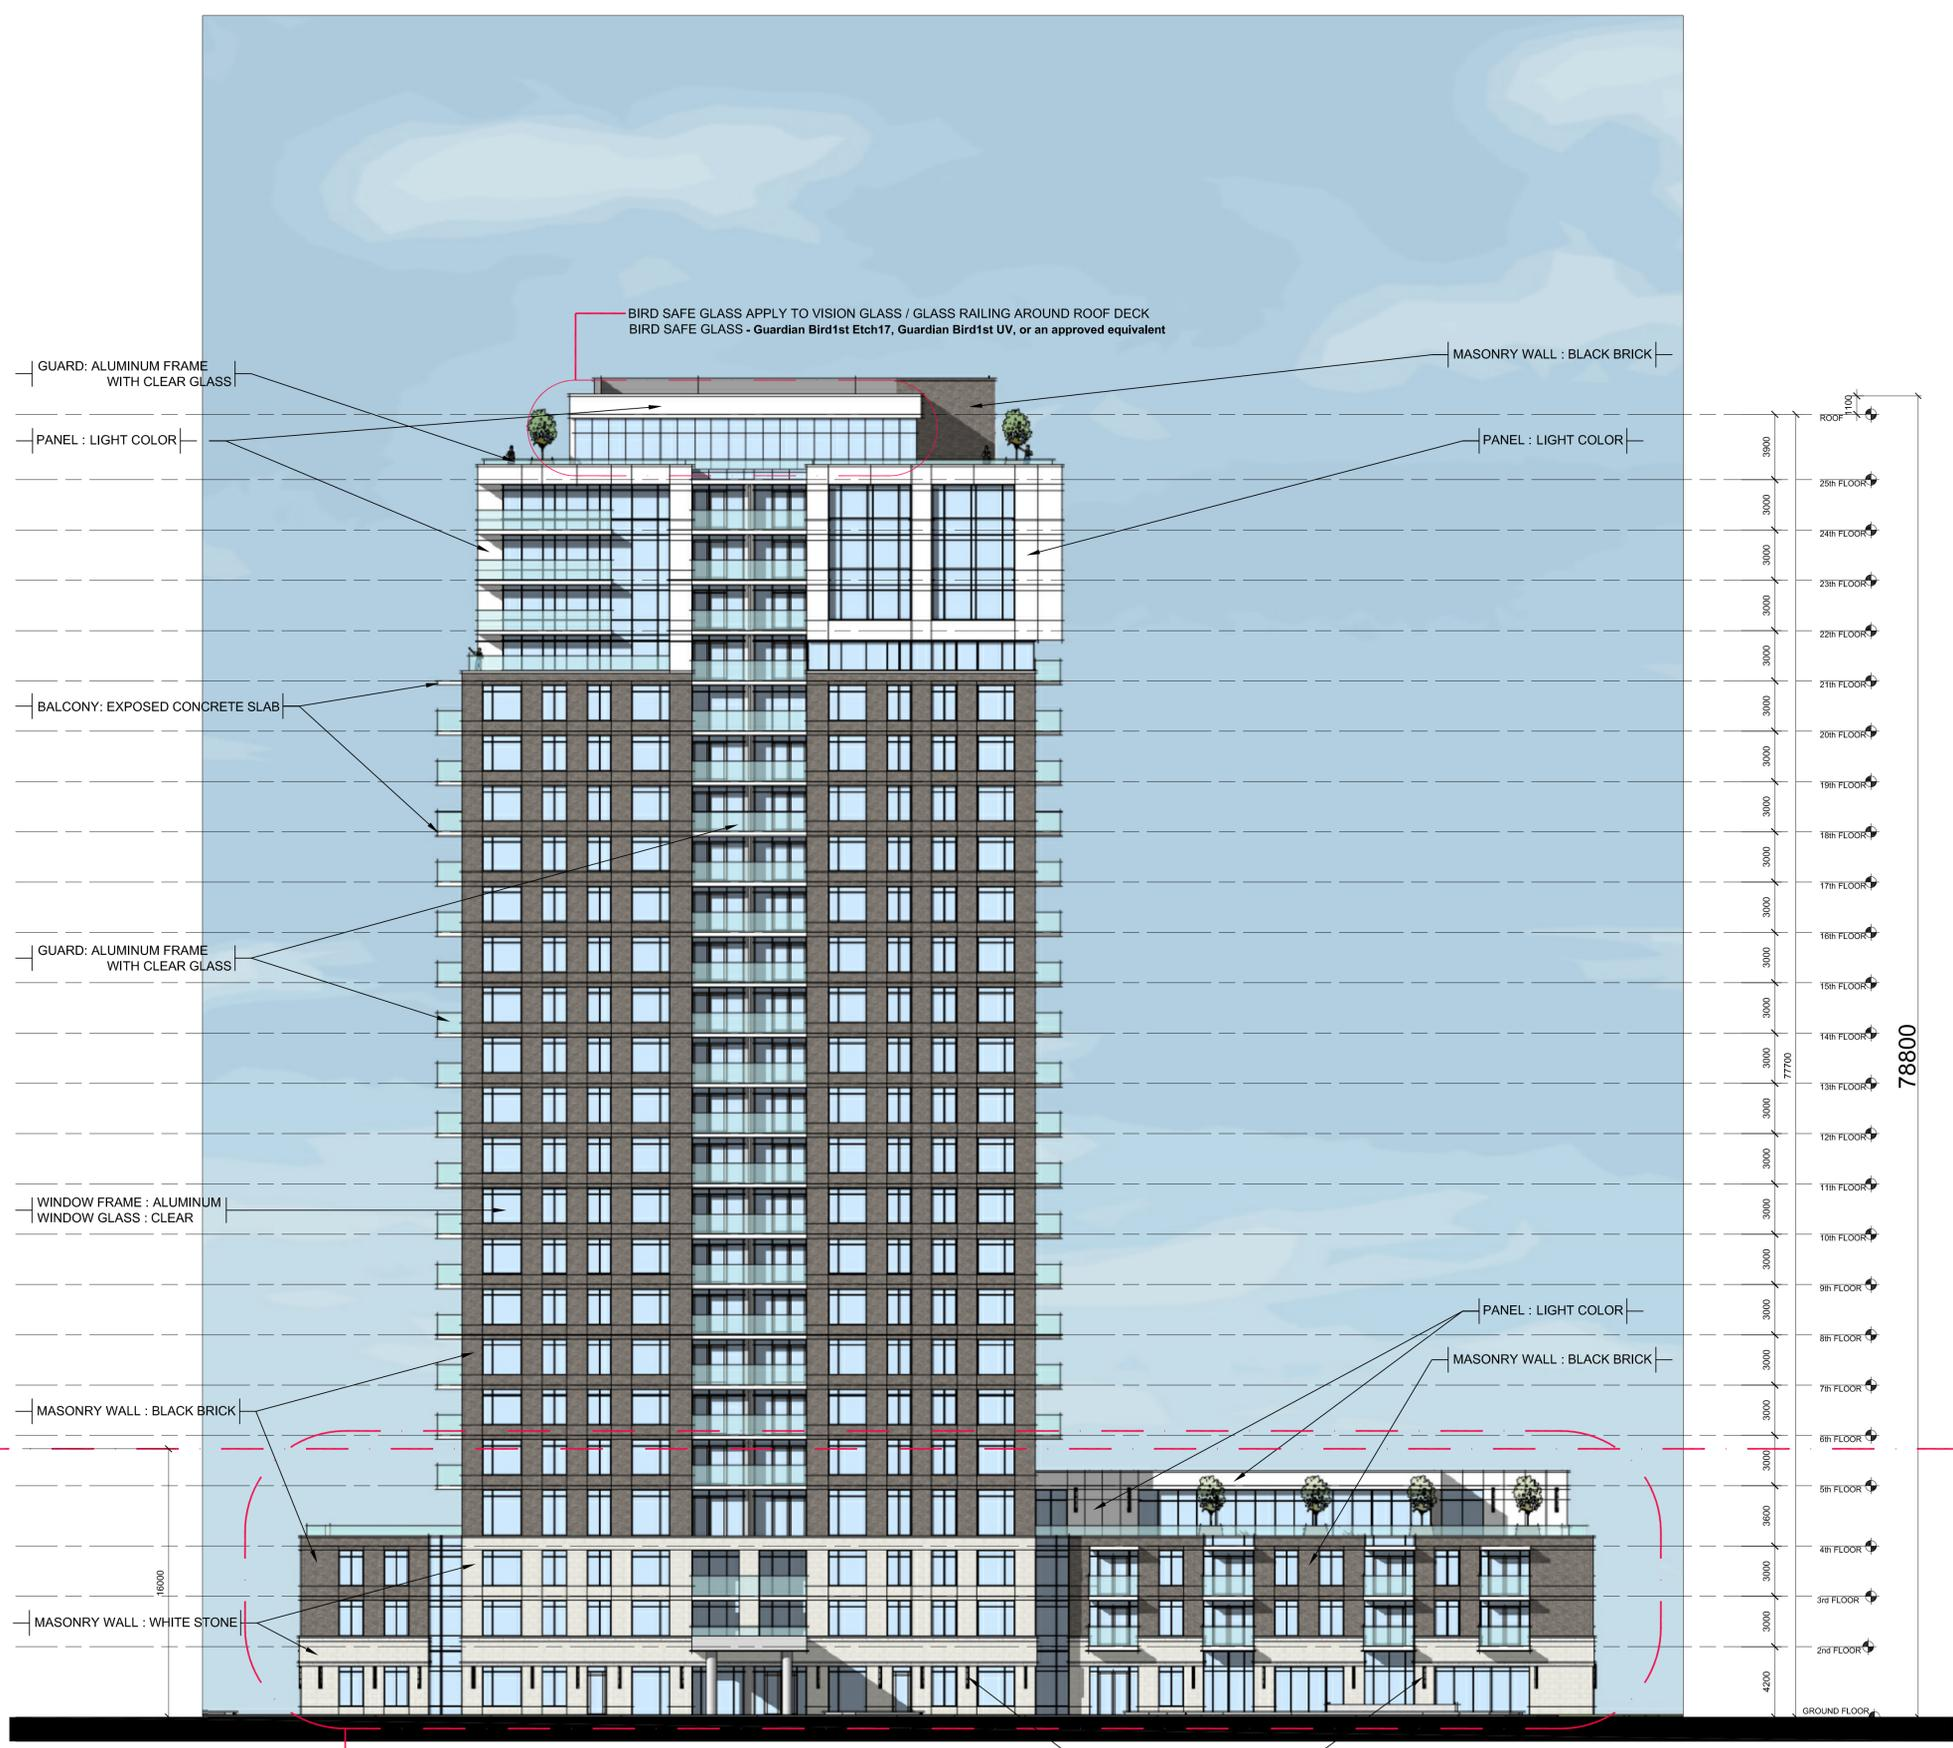 BIRD SAFE GLASS APPLY TO VISION GLASS / GLASS RAILING AROUND ROOF DECK
BIRD SAFE GLASS - Guardian Bird1st Etch17, Guardian Bird1st UV, or an approved equivalent
GUARD: ALUMINUM FRAME
WITH CLEAR GLASS
PANEL : LIGHT COLOR
BALCONY: EXPOSED CONCRETE SLAB
GUARD: ALUMINUM FRAME
WITH CLEAR GLASS
WINDOW FRAME : ALUMINUM
WINDOW GLASS : CLEAR
MASONRY WALL : BLACK BRICK
16000
MASONRY WALL : WHITE STONE
MASONRY WALL : BLACK BRICK
PANEL : LIGHT COLOR
PANEL : LIGHT COLOR
MASONRY WALL : BLACK BRICK
1100
ROOF
3900
25th FLOOR
3000
24th FLOOR
3000
23th FLOOR
3000
22th FLOOR
3000
21th FLOOR
3000
20th FLOOR
3000
19th FLOOR
3000
18th FLOOR
3000
17th FLOOR
3000
16th FLOOR
3000
15th FLOOR
3000
14th FLOOR
3000
77700
78800
13th FLOOR
3000
12th FLOOR
3000
11th FLOOR
3000
10th FLOOR
3000
9th FLOOR
3000
8th FLOOR
3000
7th FLOOR
3000
6th FLOOR
3000
5th FLOOR
3600
4th FLOOR
3000
3rd FLOOR
3000
2nd FLOOR
4200
GROUND FLOOR